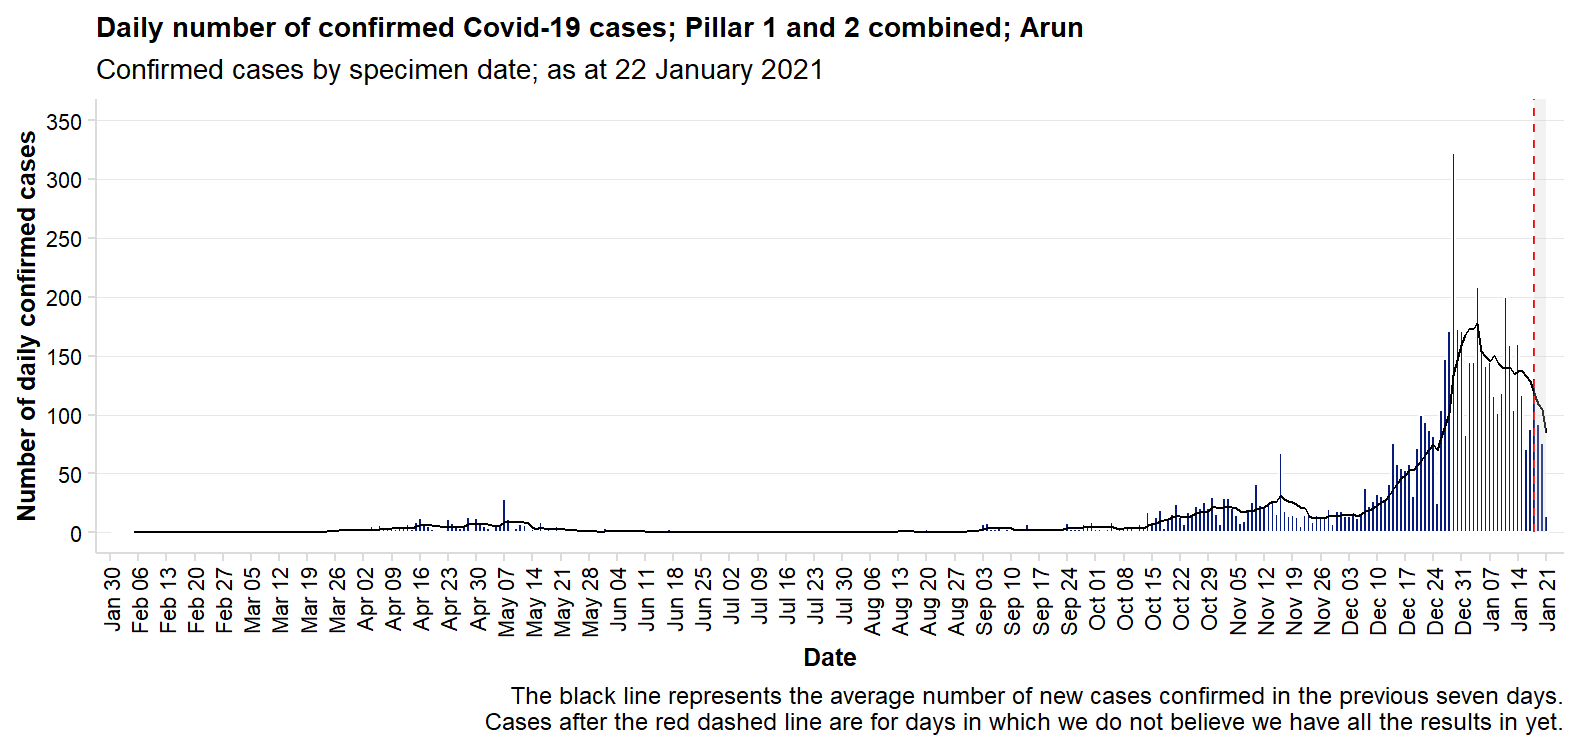 Daily number of confirmed Covid-19 cases; Pillar 1 and 2 combined; Arun
Confirmed cases by specimen date; as at 22 January 2021
Number of daily confirmed cases
350
300
250
200
150
100
50
0
Jan 30
Feb 06
Feb 13
Feb 20
Feb 27
Mar 05
Mar 12
Mar 19
Mar 26
Apr 02
Apr 09
Apr 16
Apr 23
Apr 30
May 07
May 14
May 21
May 28
Jun 04
Jun 11
Jun 18
Jun 25
Jul 02
Jul 09
Jul 16
Jul 23
Jul 30
Aug 06
Aug 13
Aug 20
Aug 27
Sep 03
Sep 10
Sep 17
Sep 24
Oct 01
Oct 08
Oct 15
Oct 22
Oct 29
Nov 05
Nov 12
Nov 19
Nov 26
Dec 03
Dec 10
Dec 17
Dec 24
Dec 31
Jan 07
Jan 14
Jan 21
Date
The black line represents the average number of new cases confirmed in the previous seven days.
Cases after the red dashed line are for days in which we do not believe we have all the results in yet.